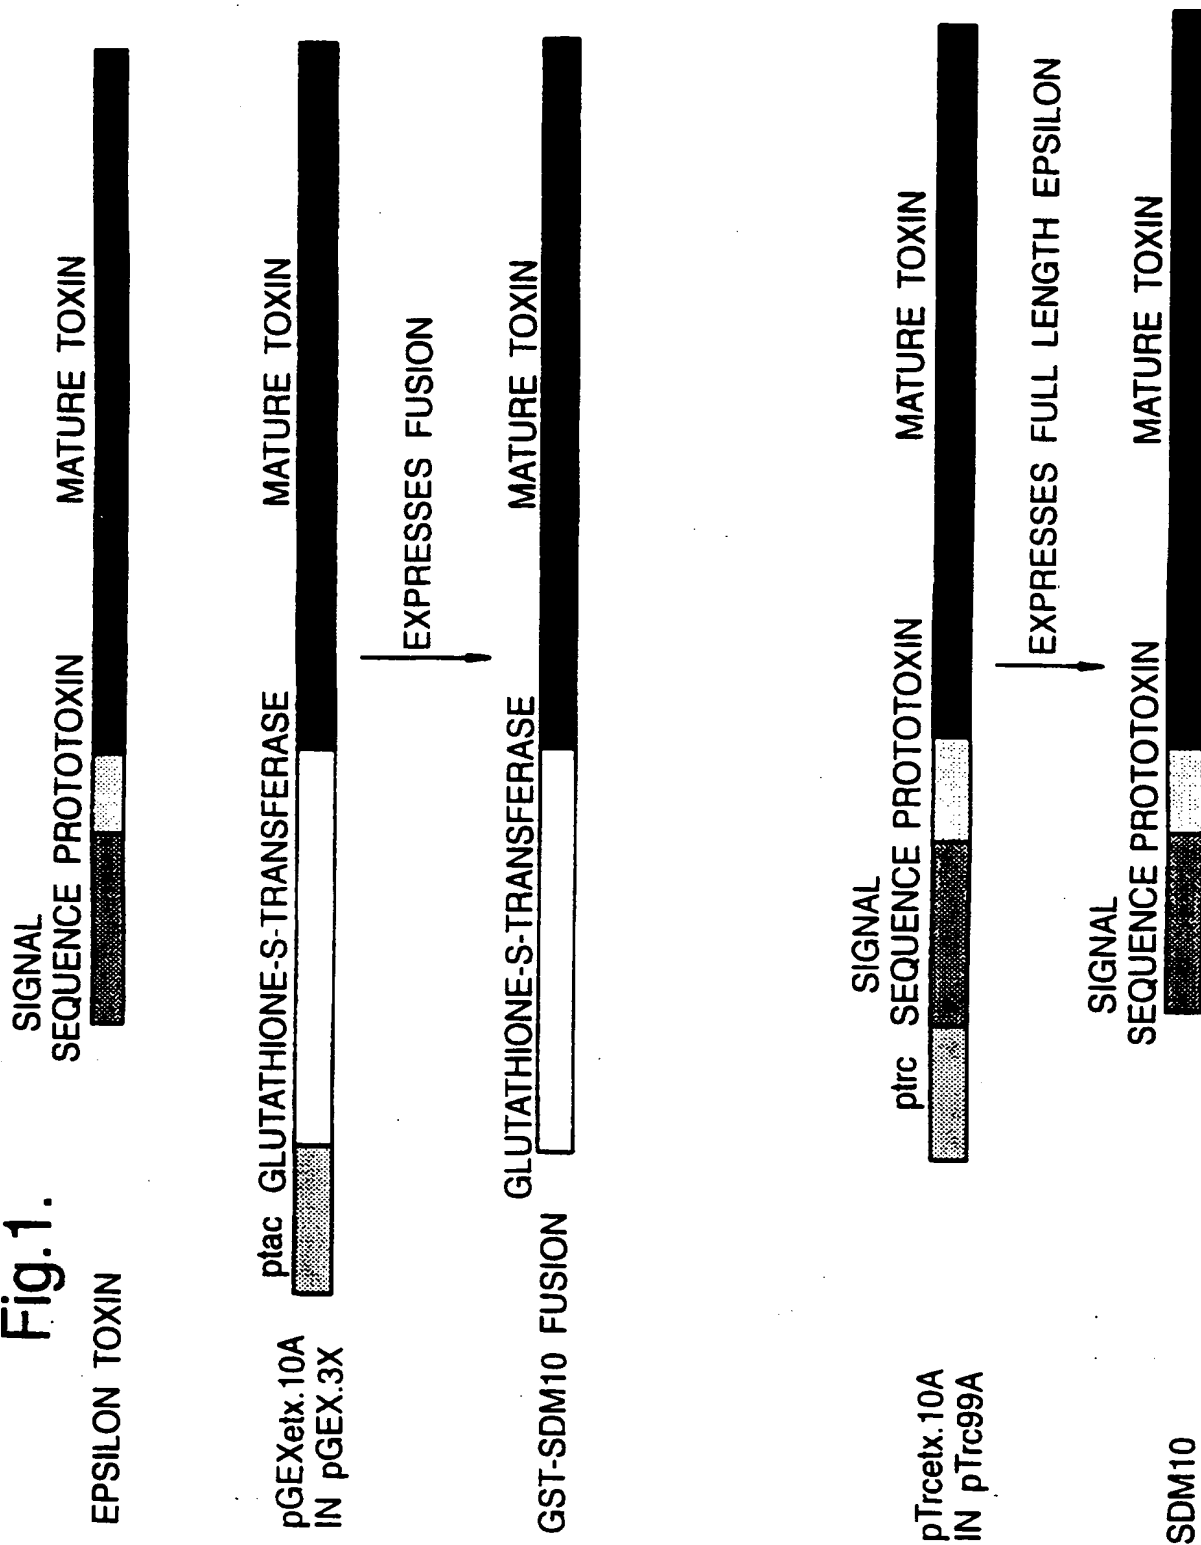 Fig.1.
SIGNAL
SEQUENCE PROTOTOXIN MATURE TOXIN
EPSILON TOXIN
ptac GLUTATHIONE-S-TRANSFERASE MATURE TOXIN
pGEXetx.10A
IN pGEX.3X
EXPRESSES FUSION
GLUTATHIONE-S-TRANSFERASE MATURE TOXIN
GST-SDM10 FUSION
SIGNAL
ptrc SEQUENCE PROTOTOXIN MATURE TOXIN
pTrcetx.10A
IN pTrc99A
EXPRESSES FULL LENGTH EPSILON
SIGNAL
SEQUENCE PROTOTOXIN MATURE TOXIN
SDM10